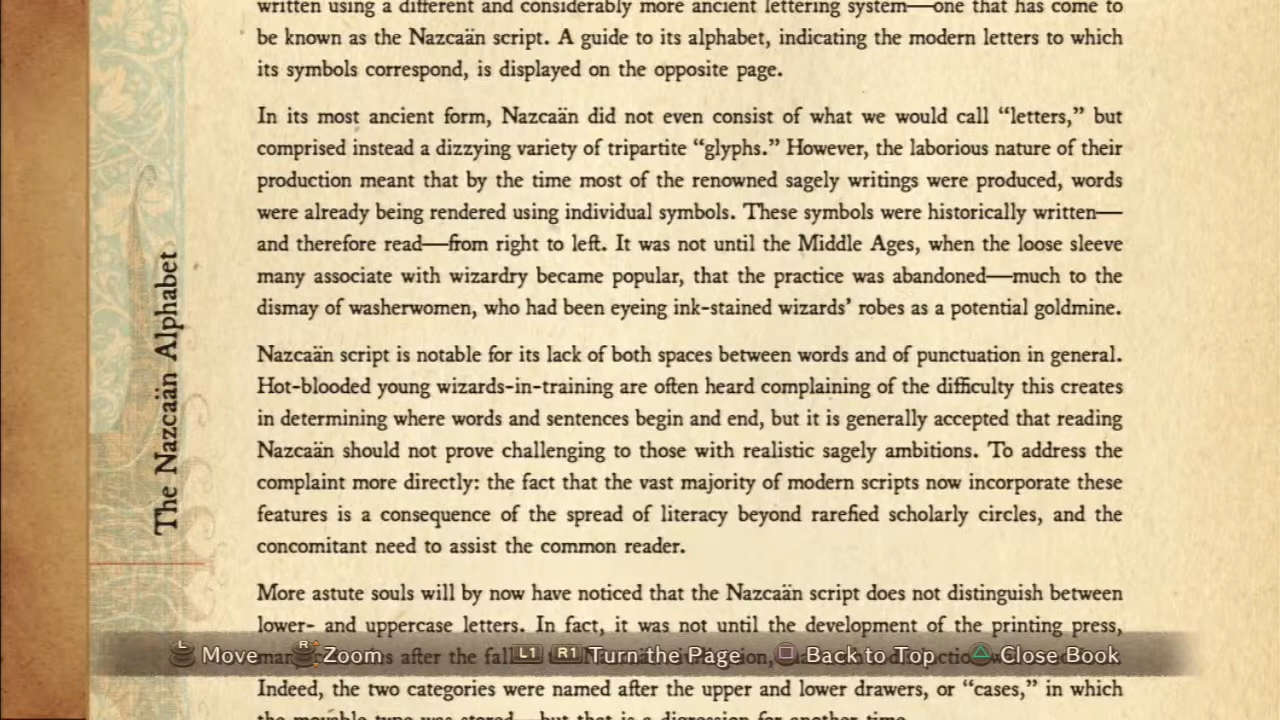 written using a different and considerably more ancient lettering system—one that has come to
be known as the Nazcaän script. A guide to its alphabet, indicating the modern letters to which
its symbols correspond, is displayed on the opposite page.
In its most ancient form, Nazcaän did not even consist of what we would call “letters,” but
comprised instead a dizzying variety of tripartite “glyphs.” However, the laborious nature of their
production meant that by the time most of the renowned sagely writings were produced, words
were already being rendered using individual symbols. These symbols were historically written—
and therefore read—from right to left. It was not until the Middle Ages, when the loose sleeve
many associate with wizardry became popular, that the practice was abandoned—much to the
dismay of washerwomen, who had been eyeing ink-stained wizards’ robes as a potential goldmine.
Nazcaän script is notable for its lack of both spaces between words and of punctuation in general.
Hot-blooded young wizards-in-training are often heard complaining of the difficulty this creates
in determining where words and sentences begin and end, but it is generally accepted that reading
Nazcaän should not prove challenging to those with realistic sagely ambitions. To address the
complaint more directly: the fact that the vast majority of modern scripts now incorporate these
features is a consequence of the spread of literacy beyond rarefied scholarly circles, and the
concomitant need to assist the common reader.
More astute souls will by now have noticed that the Nazcaän script does not distinguish between
lower- and uppercase letters. In fact, it was not until the development of the printing press,
after the
Indeed, the two categories were named after the upper and lower drawers, or “cases,” in which
the movable type was stored—but that is a digression for another time.
The Nazcaän Alphabet
L Move R Zoom L1 R1 Turn the Page Back to Top Close Book